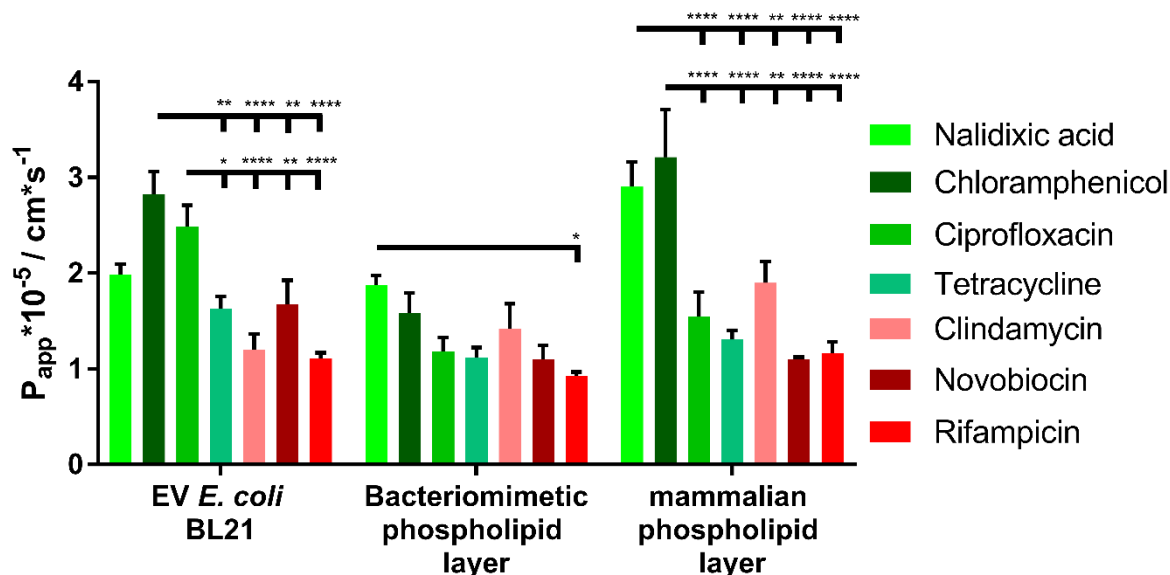 **** **** ** **** ****
**** **** ** **** ****
** **** ** ****
* **** ** ****
*
4
3
2
1
0
Papp*10-5 / cm*s-1
EV E. coli
BL21
Bacteriomimetic
phospholipid
layer
mammalian
phospholipid
layer
Nalidixic acid
Chloramphenicol
Ciprofloxacin
Tetracycline
Clindamycin
Novobiocin
Rifampicin